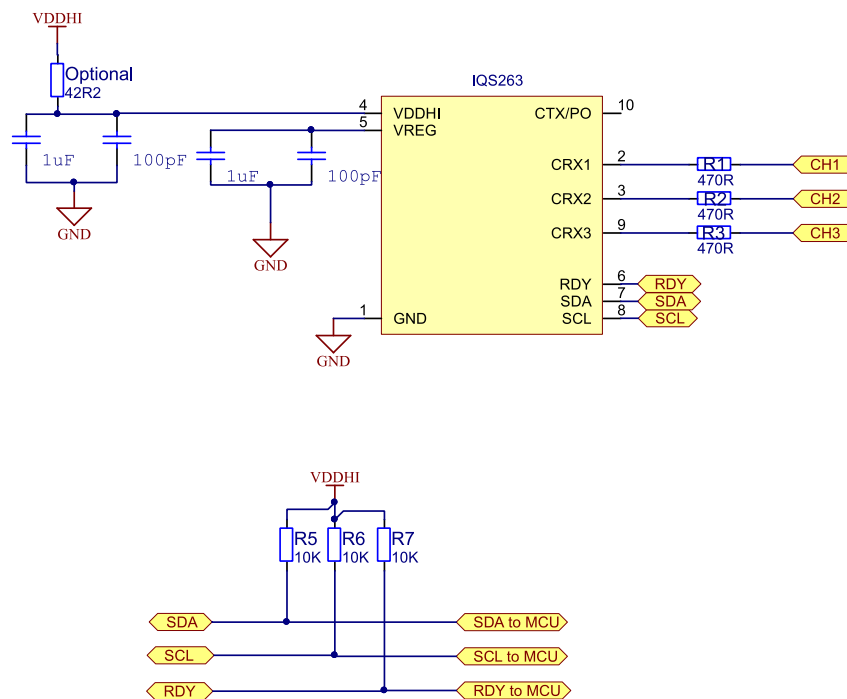 VDDHI
Optional
42R2
1uF
100pF
GND
1uF
100pF
GND
IQS263
4 VDDHI
5 VREG
1 GND
GND
CTX/PO 10
CRX1 2
R1
470R
CH1
CRX2 3
R2
470R
CH2
CRX3 9
R3
470R
CH3
RDY 6 RDY
SDA 7 SDA
SCL 8 SCL
VDDHI
R5
10K
R6
10K
R7
10K
SDA SDA to MCU
SCL SCL to MCU
RDY RDY to MCU